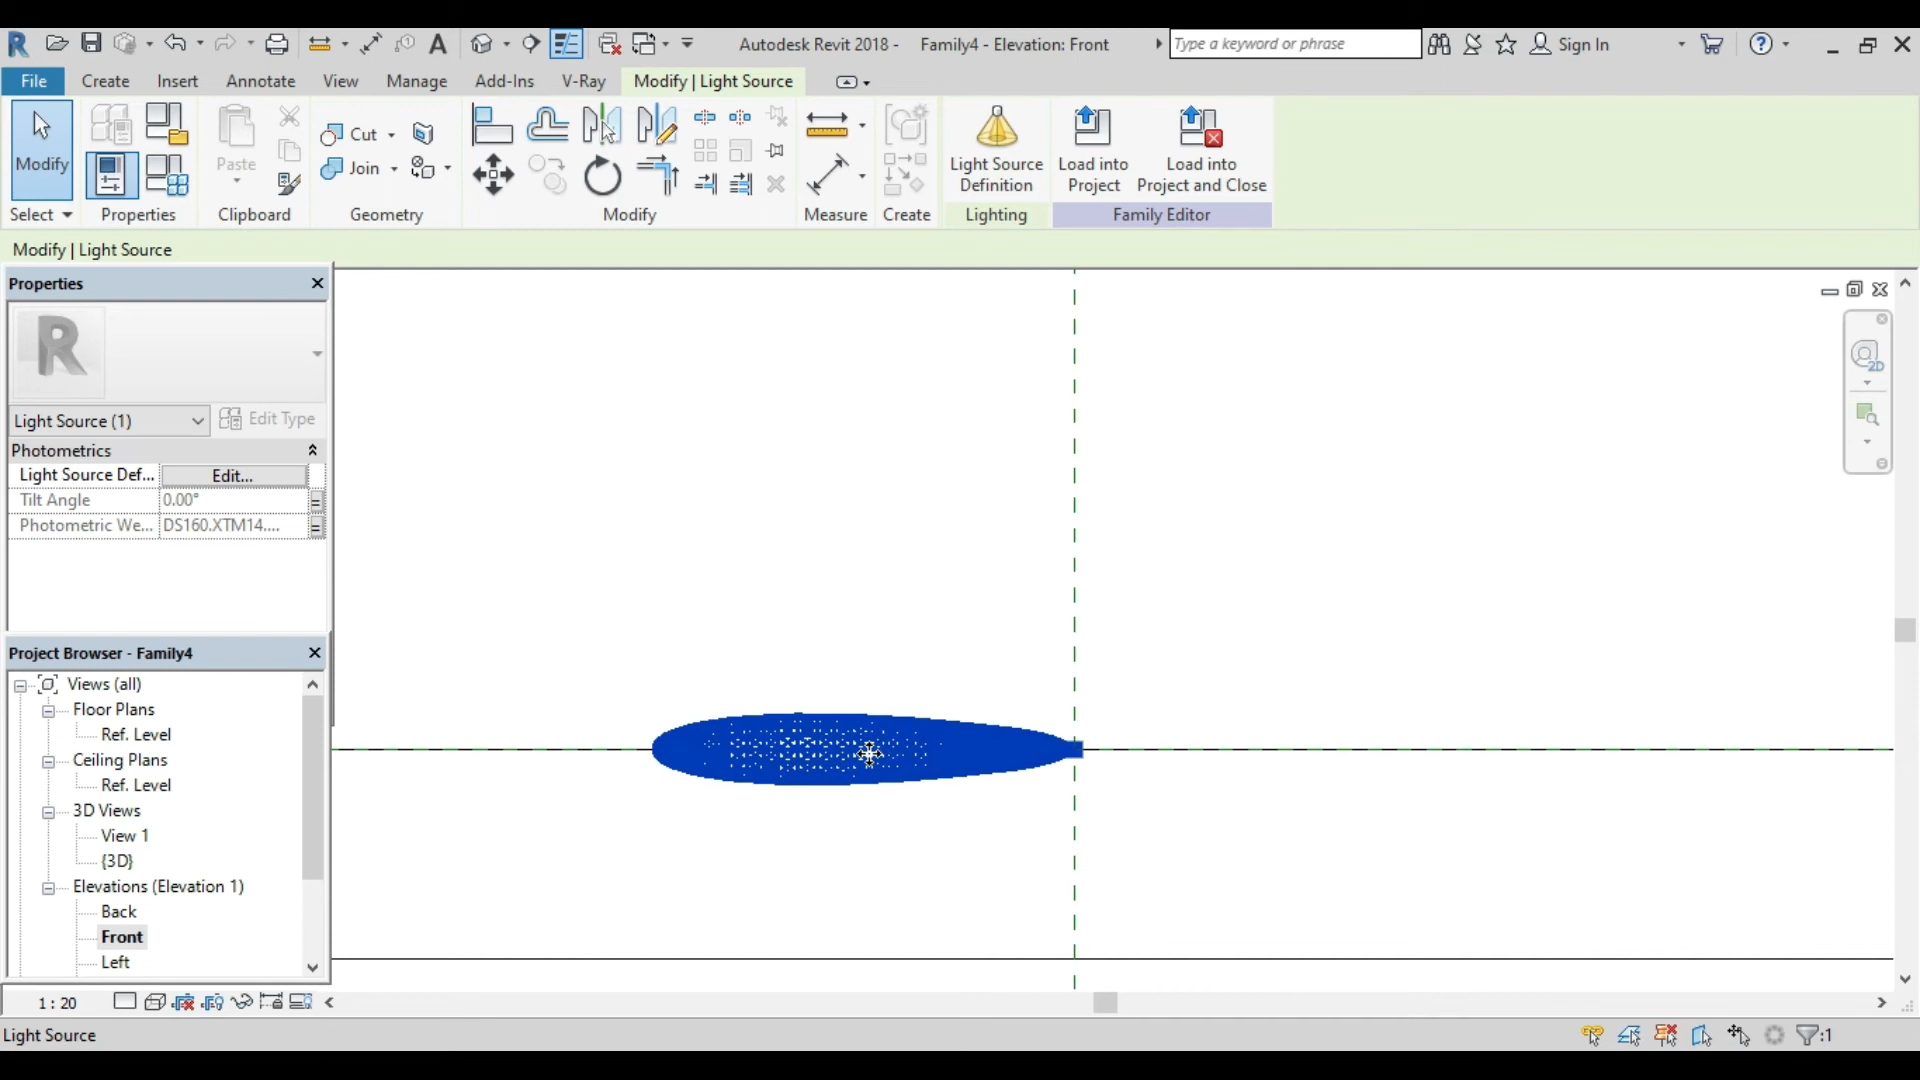 Autodesk Revit 2018 - Family4 - Elevation: Front
Type a keyword or phrase
Sign In
File Create Insert Annotate View Manage Add-Ins V-Ray Modify | Light Source
Modify
Paste
Cut
Join
Light Source Definition
Load into Project
Load into Project and Close
Select Properties Clipboard Geometry Modify Measure Create Lighting Family Editor
Modify | Light Source
Properties
R
Light Source (1)
Edit Type
Photometrics
Light Source Def... Edit...
Tilt Angle 0.00°
Photometric We... DS160.XTM14....
Project Browser - Family4
Views (all)
Floor Plans
Ref. Level
Ceiling Plans
Ref. Level
3D Views
View 1
{3D}
Elevations (Elevation 1)
Back
Front
Left
2D
1 : 20
Light Source
:1